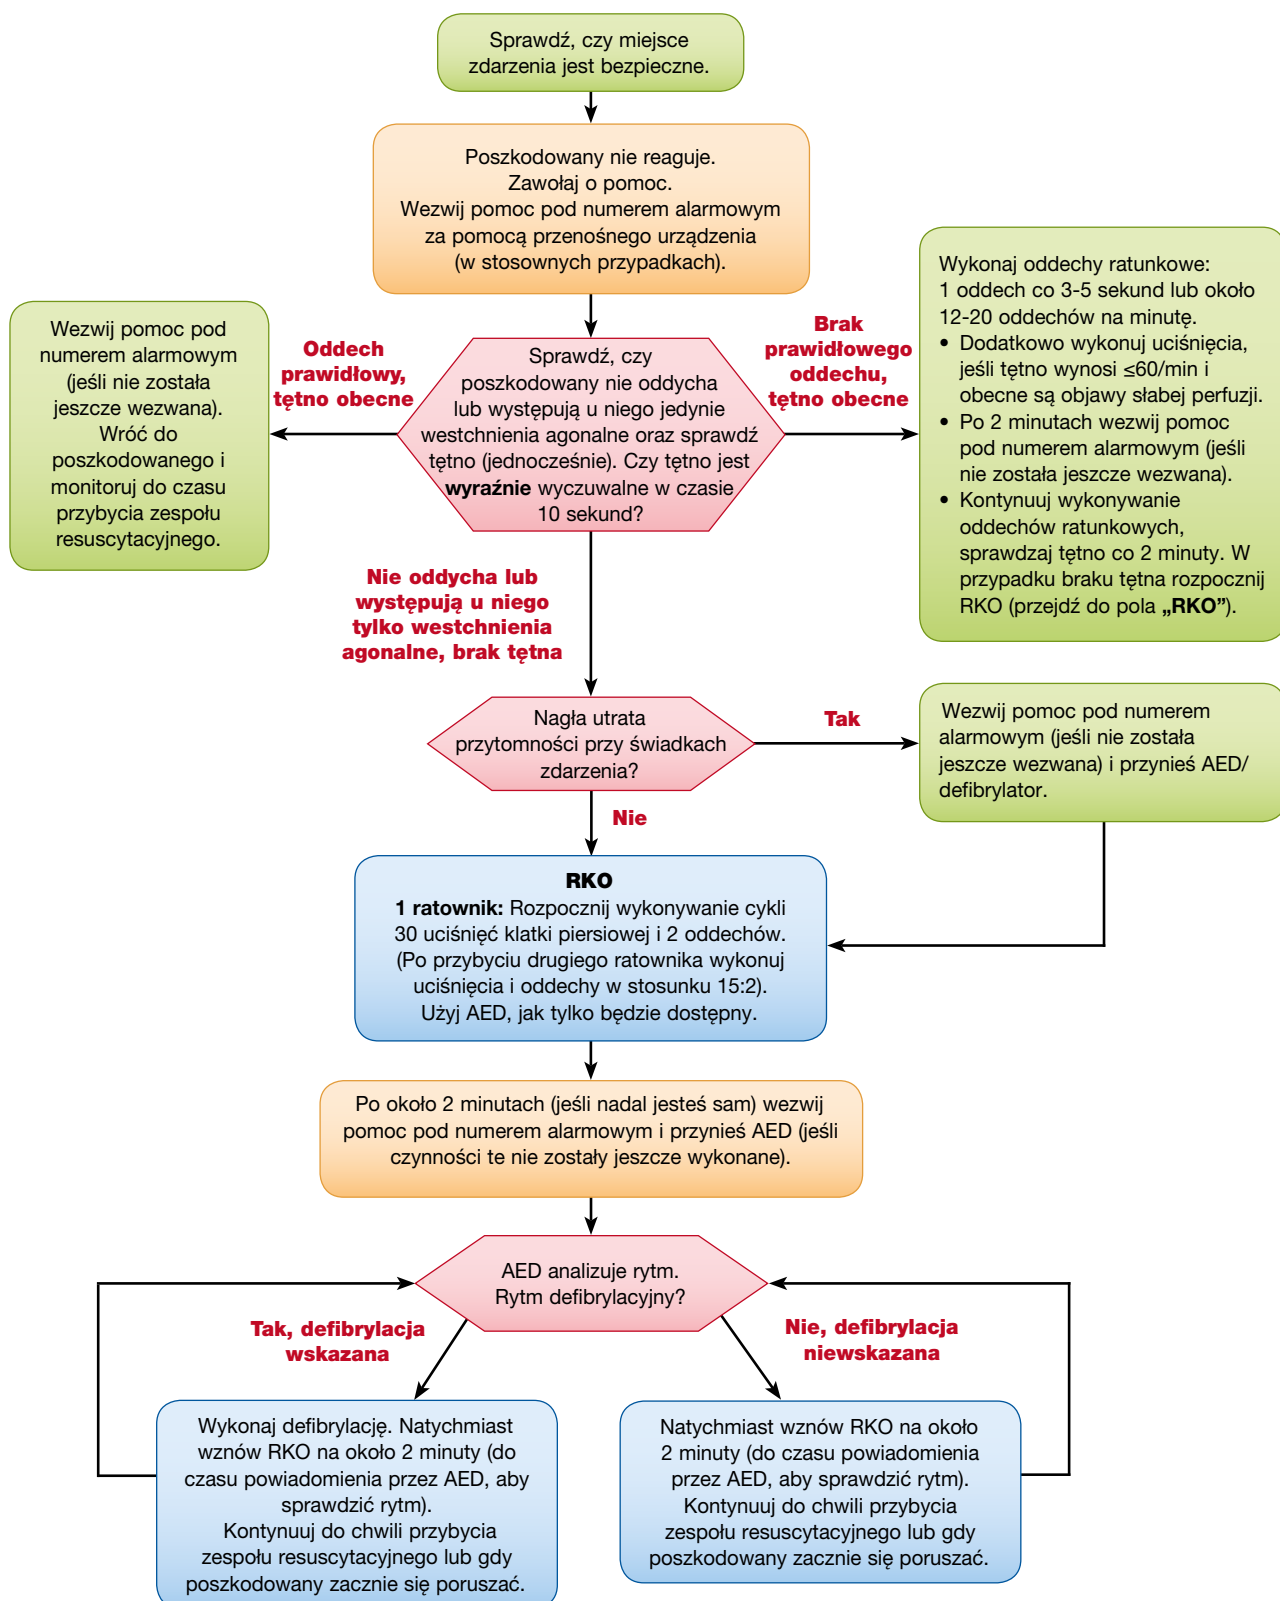 Sprawdź, czy miejsce
zdarzenia jest bezpieczne.
Poszkodowany nie reaguje.
Zawołaj o pomoc.
Wezwij pomoc pod numerem alarmowym
za pomocą przenośnego urządzenia
(w stosownych przypadkach).
Wezwij pomoc pod
numerem alarmowym
(jeśli nie została
jeszcze wezwana).
Wróć do
poszkodowanego i
monitoruj do czasu
przybycia zespołu
resuscytacyjnego.
Oddech
prawidłowy,
tętno obecne
Sprawdź, czy
poszkodowany nie oddycha
lub występują u niego jedynie
westchnienia agonalne oraz sprawdź
tętno (jednocześnie). Czy tętno jest
wyraźnie wyczuwalne w czasie
10 sekund?
Brak
prawidłowego
oddechu,
tętno obecne
Wykonaj oddechy ratunkowe:
1 oddech co 3-5 sekund lub około
12-20 oddechów na minutę.
• Dodatkowo wykonuj uciśnięcia,
jeśli tętno wynosi ≤60/min i
obecne są objawy słabej perfuzji.
• Po 2 minutach wezwij pomoc
pod numerem alarmowym (jeśli
nie została jeszcze wezwana).
• Kontynuuj wykonywanie
oddechów ratunkowych,
sprawdzaj tętno co 2 minuty. W
przypadku braku tętna rozpocznij
RKO (przejdź do pola „RKO”).
Nie oddycha lub
występują u niego
tylko westchnienia
agonalne, brak tętna
Nagła utrata
przytomności przy świadkach
zdarzenia?
Tak
Wezwij pomoc pod numerem
alarmowym (jeśli nie została
jeszcze wezwana) i przynieś AED/
defibrylator.
Nie
RKO
1 ratownik: Rozpocznij wykonywanie cykli
30 uciśnięć klatki piersiowej i 2 oddechów.
(Po przybyciu drugiego ratownika wykonuj
uciśnięcia i oddechy w stosunku 15:2).
Użyj AED, jak tylko będzie dostępny.
Po około 2 minutach (jeśli nadal jesteś sam) wezwij
pomoc pod numerem alarmowym i przynieś AED (jeśli
czynności te nie zostały jeszcze wykonane).
AED analizuje rytm.
Rytm defibrylacyjny?
Tak, defibrylacja
wskazana
Nie, defibrylacja
niewskazana
Wykonaj defibrylację. Natychmiast
wznów RKO na około 2 minuty (do
czasu powiadomienia przez AED, aby
sprawdzić rytm).
Kontynuuj do chwili przybycia
zespołu resuscytacyjnego lub gdy
poszkodowany zacznie się poruszać.
Natychmiast wznów RKO na około
2 minuty (do czasu powiadomienia
przez AED, aby sprawdzić rytm).
Kontynuuj do chwili przybycia
zespołu resuscytacyjnego lub gdy
poszkodowany zacznie się poruszać.